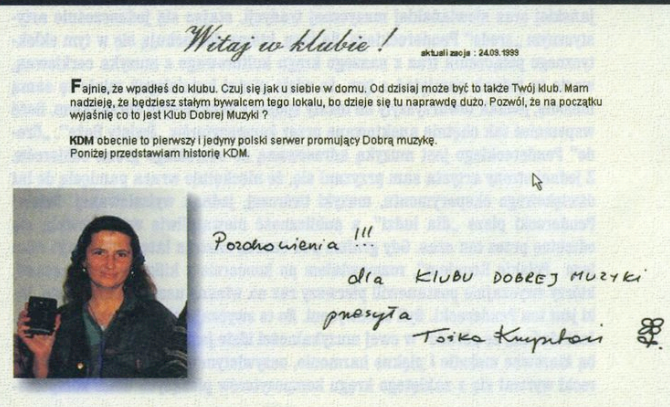 Witaj w klubie!
aktualizacja : 24.09.1999
Fajnie, że wpadłeś do klubu. Czuj się jak u siebie w domu. Od dzisiaj może być to także Twój klub. Mam
nadzieję, że będziesz stałym bywalcem tego lokalu, bo dzieje się tu naprawdę dużo. Pozwól, że na początku
wyjaśnię co to jest Klub Dobrej Muzyki ?
KDM obecnie to pierwszy i jedyny polski serwer promujący Dobrą muzykę.
Poniżej przedstawiam historię KDM.
Pozdrowienia !!!
dla KLUBU DOBREJ MUZYKI
przesyła